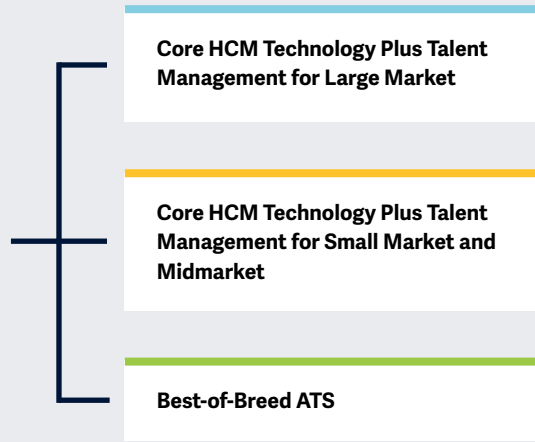 Core HCM Technology Plus Talent
Management for Large Market
Core HCM Technology Plus Talent
Management for Small Market and
Midmarket
Best-of-Breed ATS